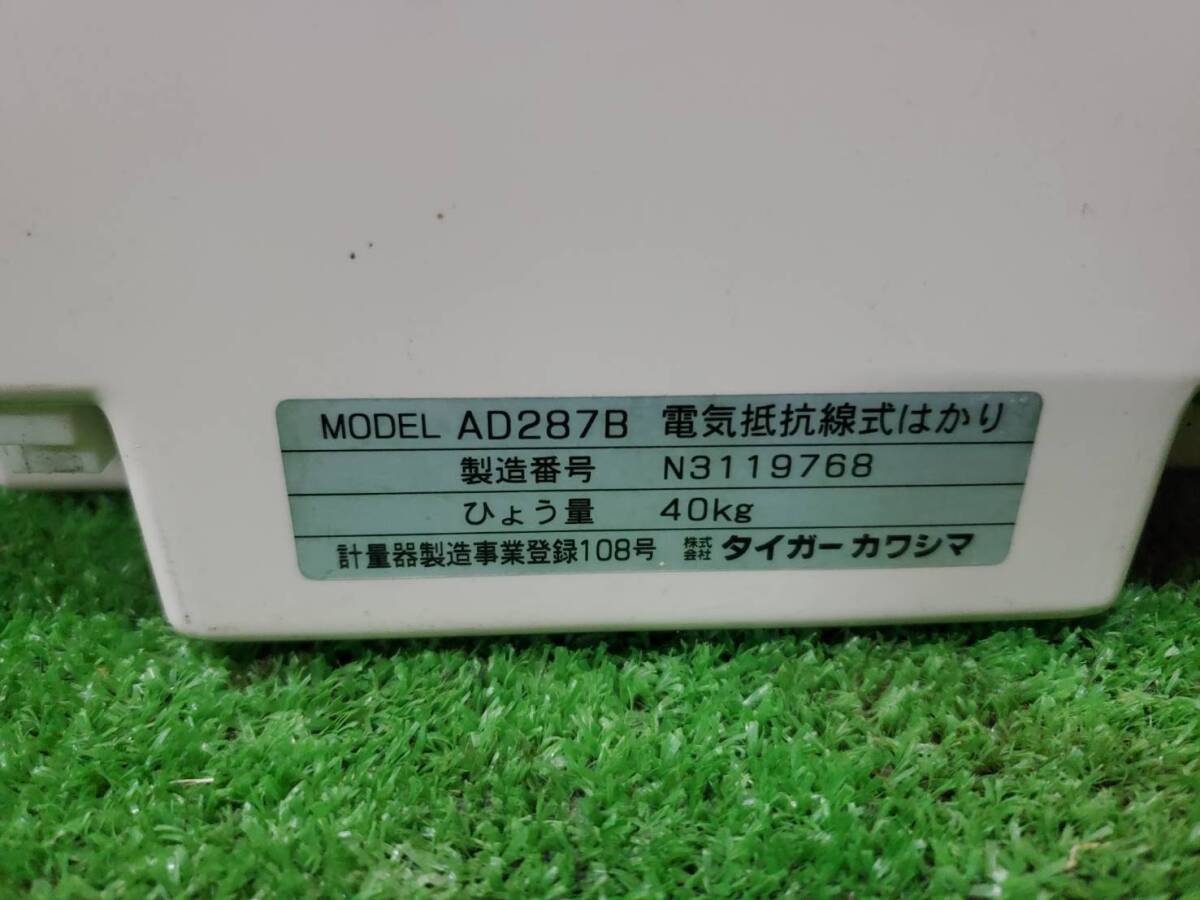 MODEL AD287B 電気抵抗線式はかり
製造番号 N3119768
ひょう量 40kg
計量器製造事業登録108号 株式会社 タイガーカワシマ